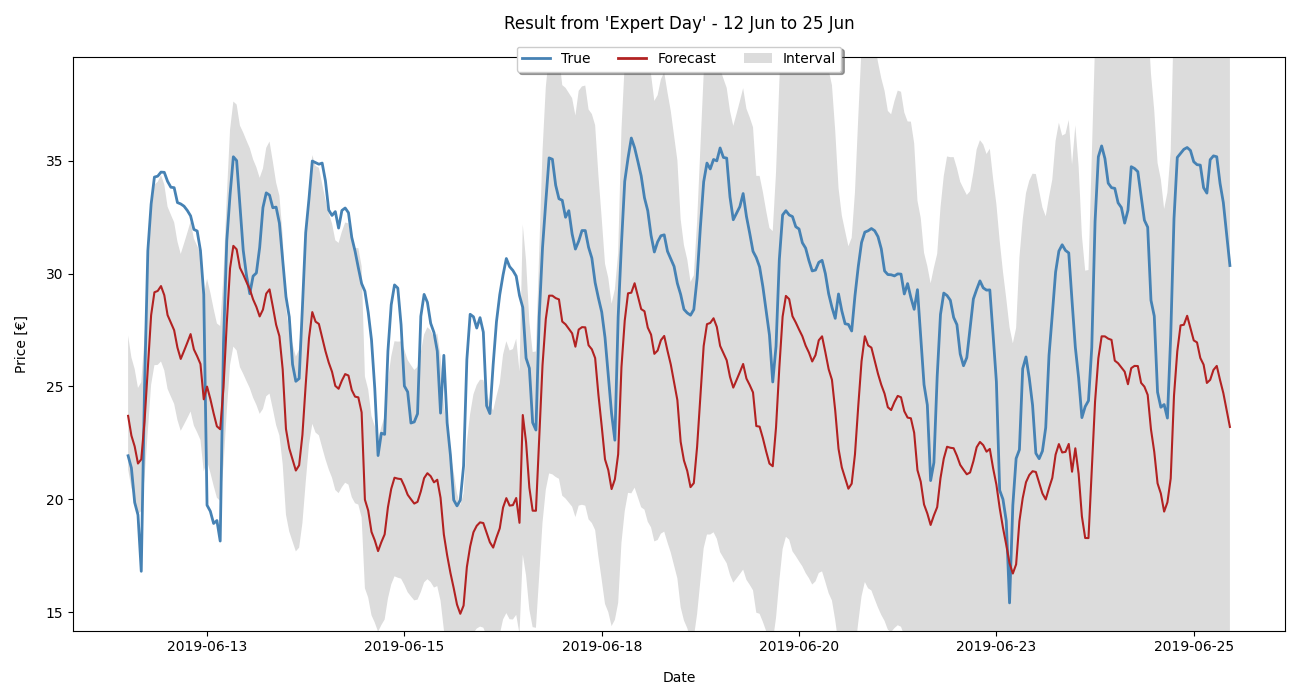 Result from 'Expert Day' - 12 Jun to 25 Jun
True Forecast Interval
35
30
25
20
15
Price [€]
2019-06-13 2019-06-15 2019-06-18 2019-06-20 2019-06-23 2019-06-25
Date